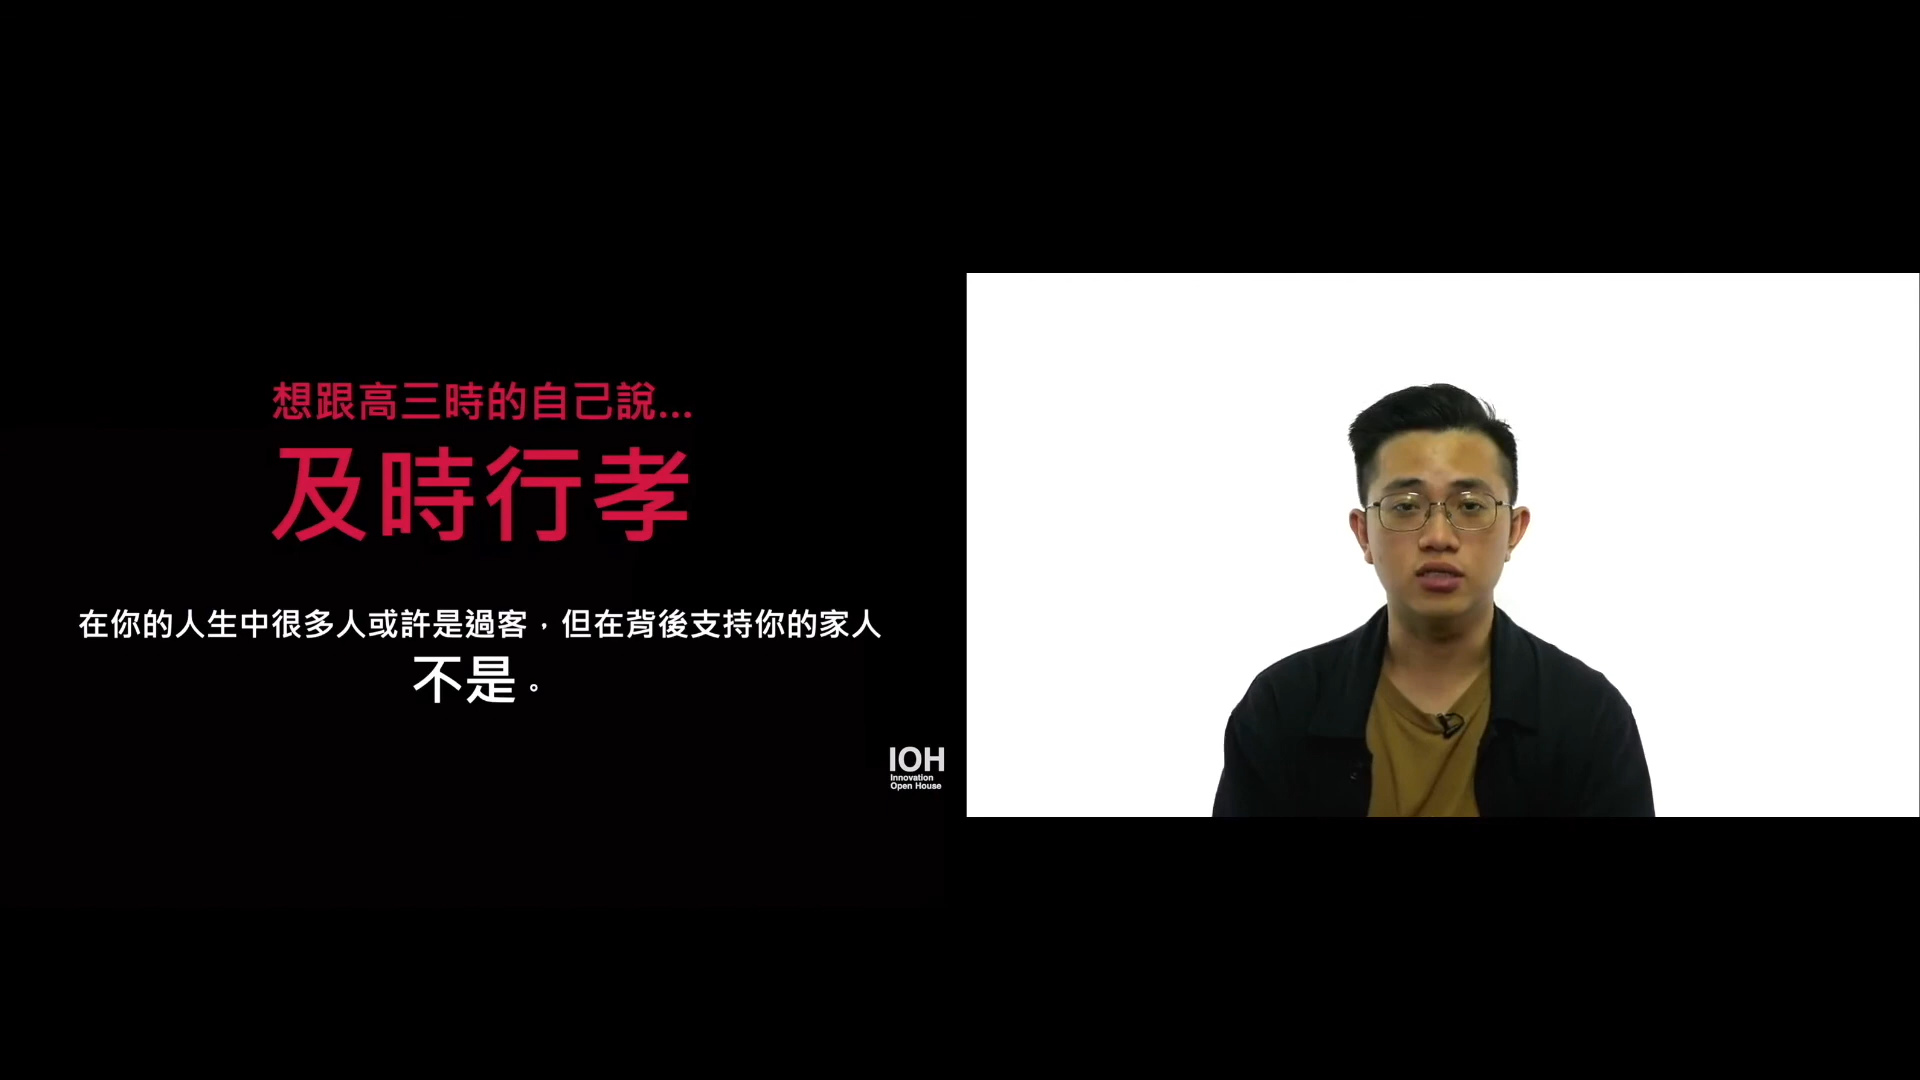 想跟高三時的自己說...
及時行孝
在你的人生中很多人或許是過客，但在背後支持你的家人
不是。
IOH
Innovation
Open House